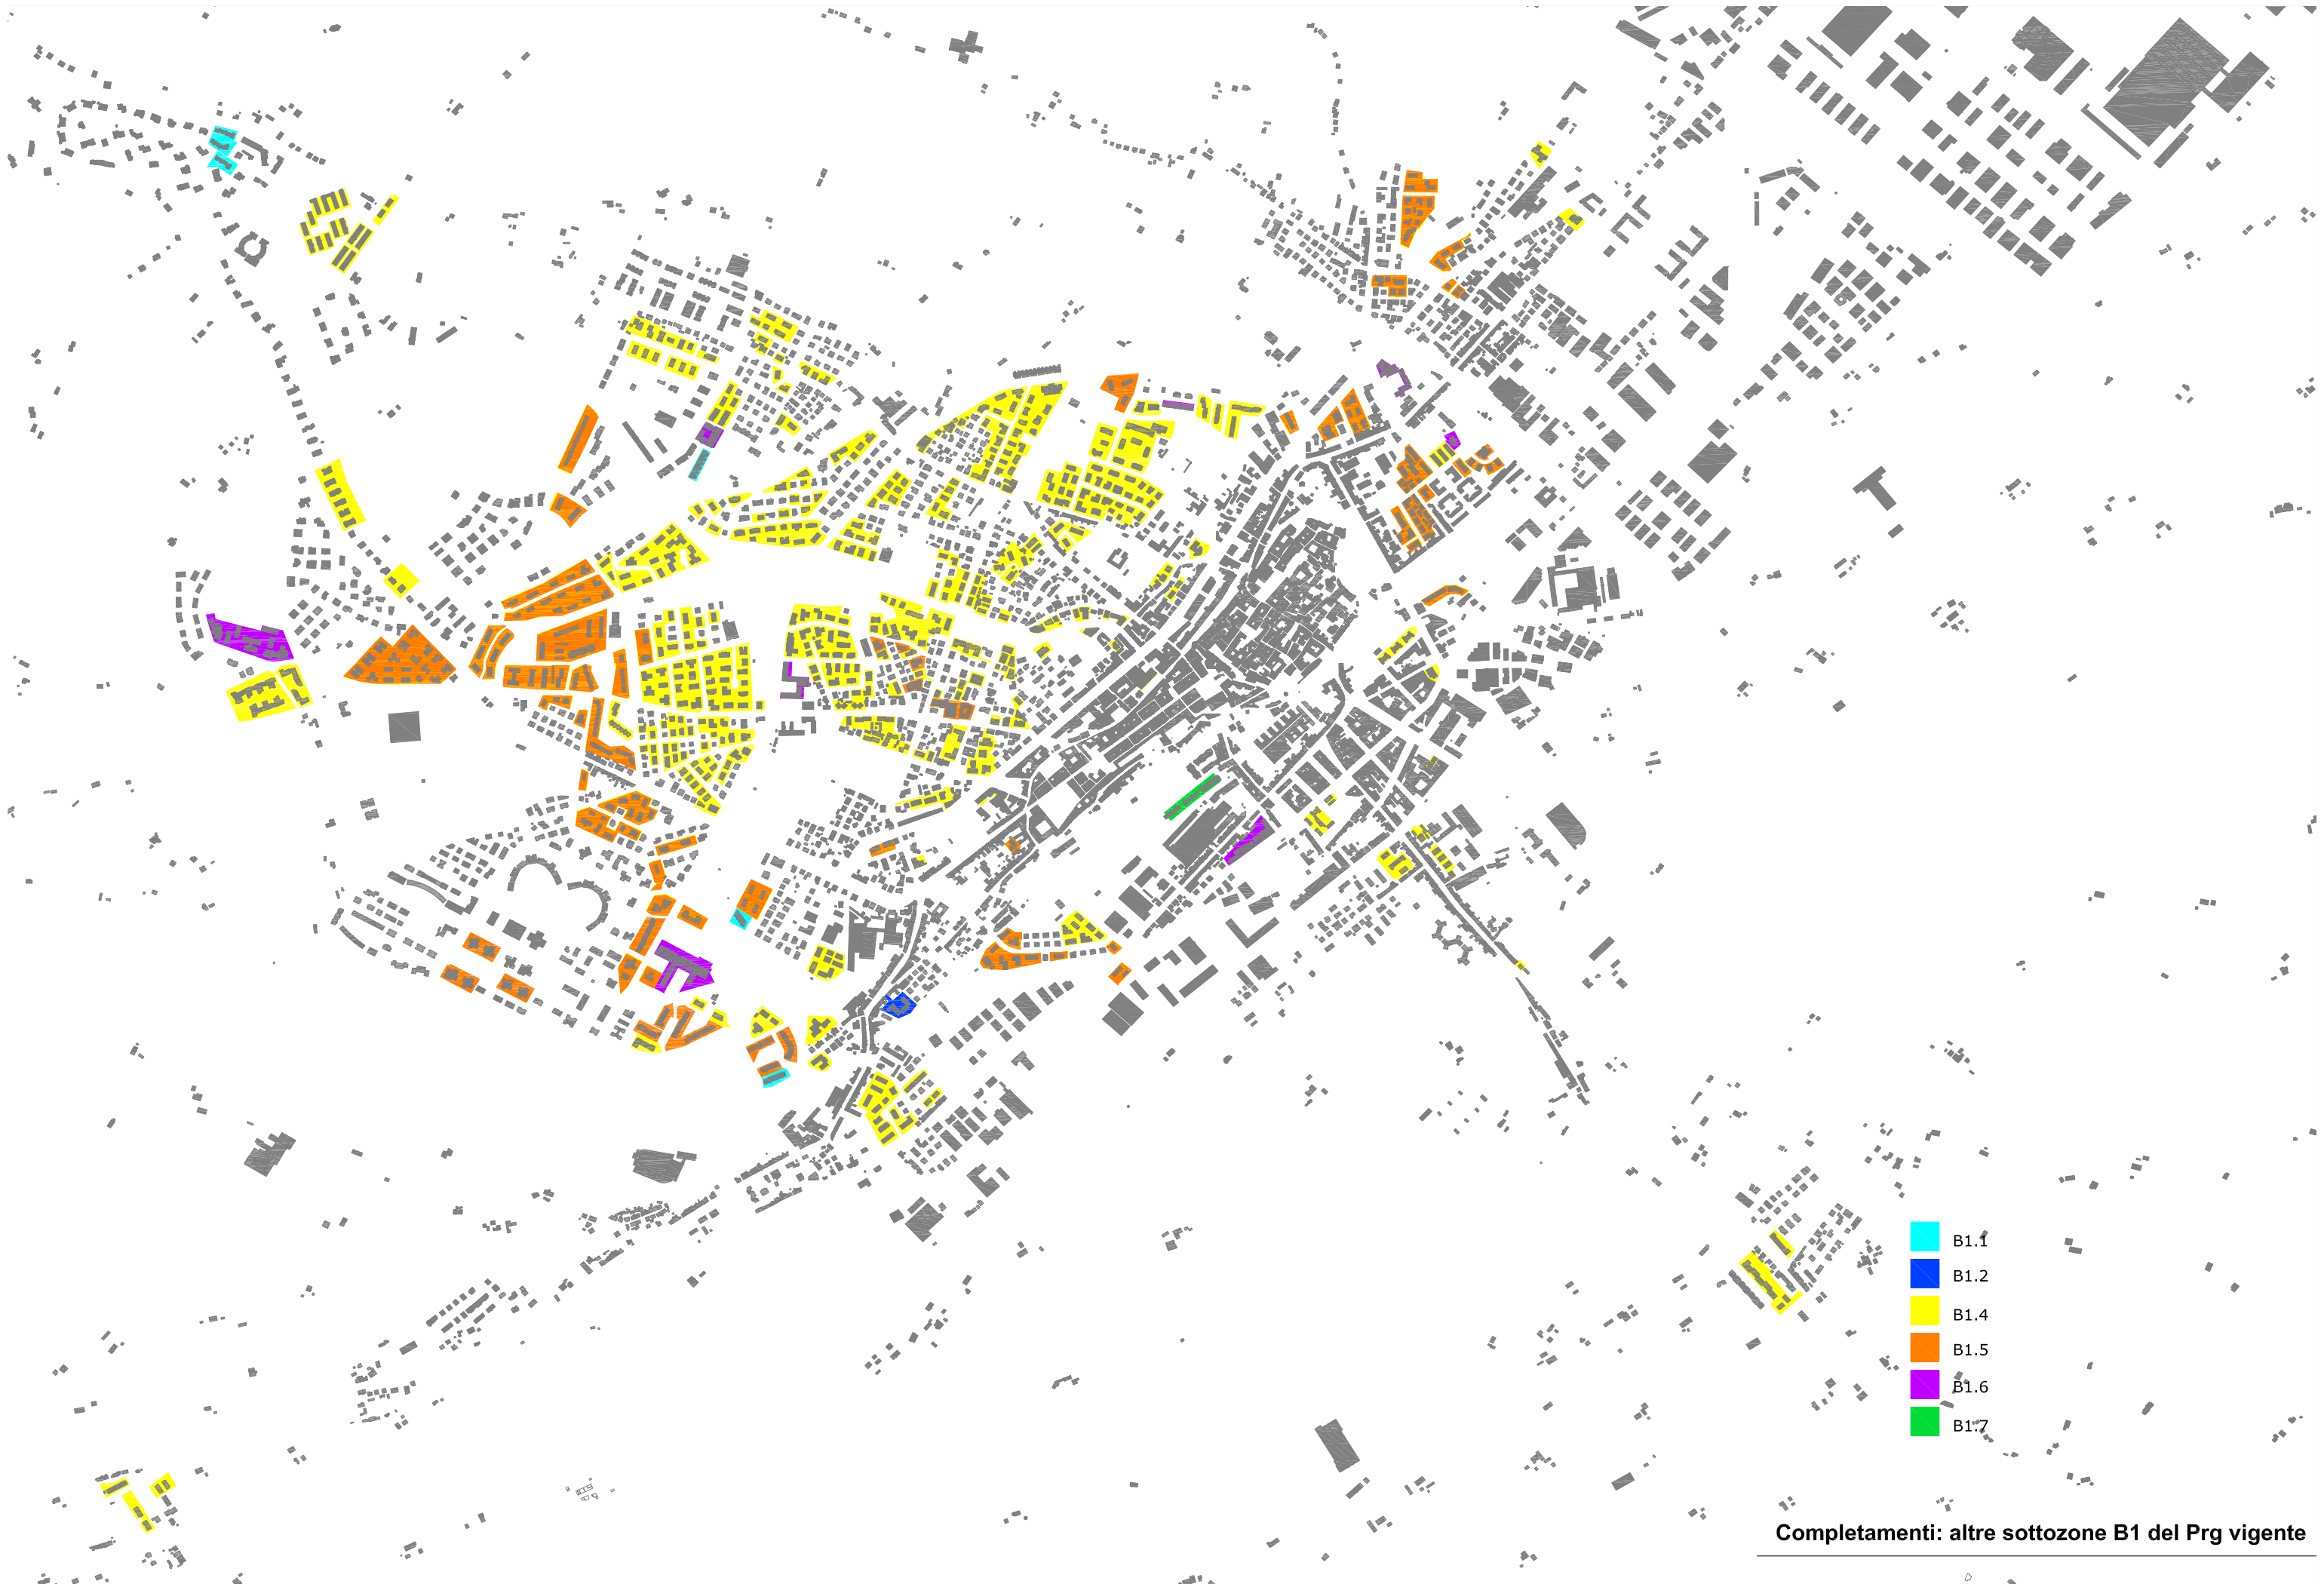 B1.1
B1.2
B1.4
B1.5
B1.6
B1.7
Completamenti: altre sottozone B1 del Prg vigente